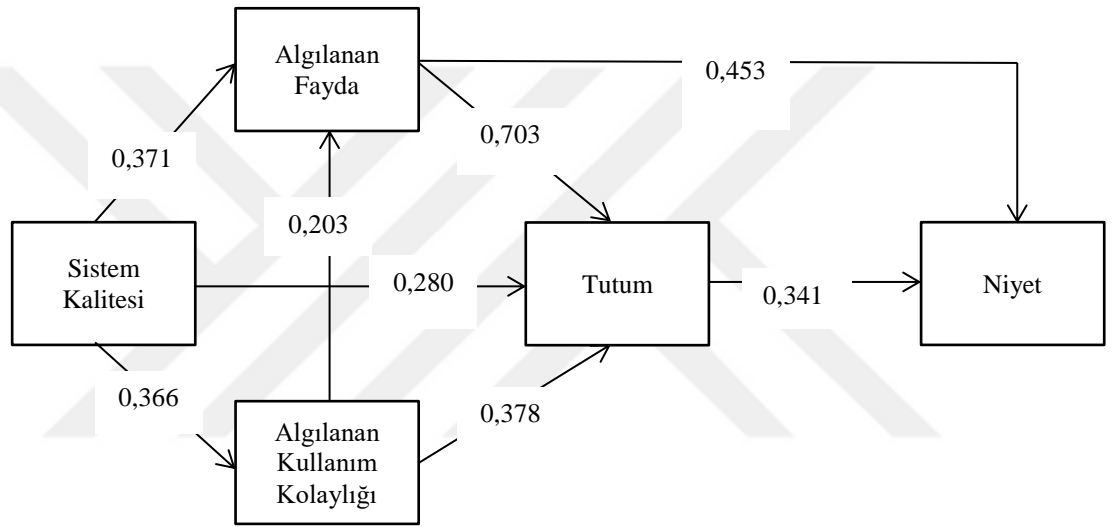 Algılanan
Fayda
0,453
0,703
0,371
0,203
Sistem
Kalitesi
0,280
Tutum
0,341
Niyet
0,366
0,378
Algılanan
Kullanım
Kolaylığı